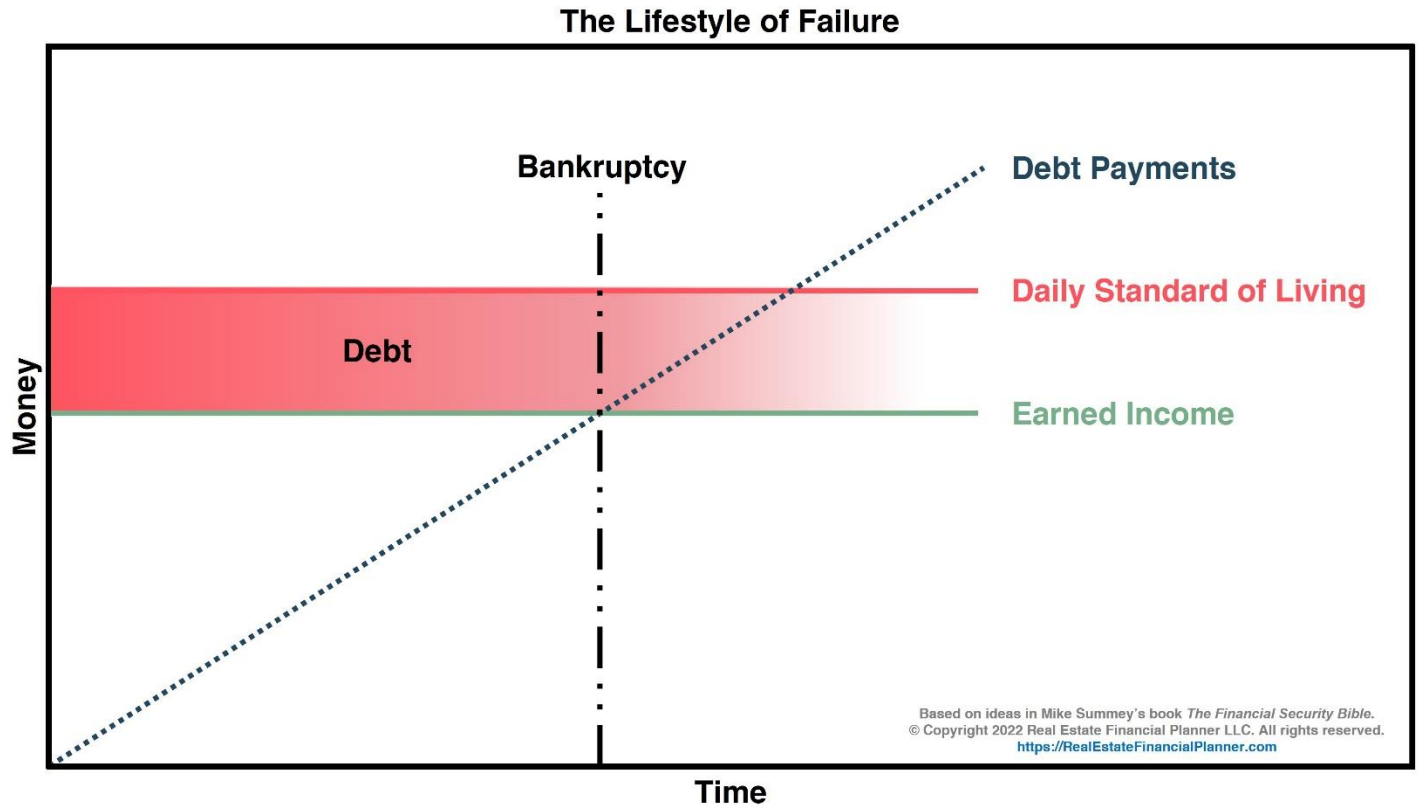 The Lifestyle of Failure
Bankruptcy
Debt Payments
Daily Standard of Living
Debt
Earned Income
Money
Based on ideas in Mike Summey's book The Financial Security Bible.
© Copyright 2022 Real Estate Financial Planner LLC. All rights reserved.
https://RealEstateFinancialPlanner.com
Time